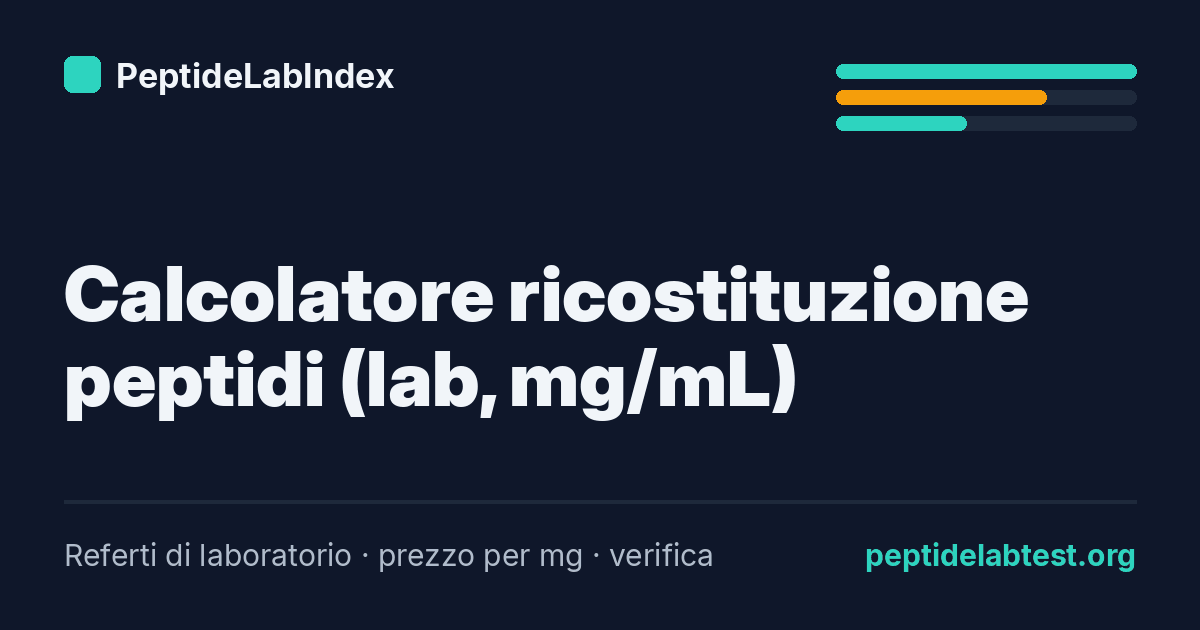 PeptideLabIndex
Calcolatore ricostituzione
peptidi (lab, mg/mL)
Referti di laboratorio · prezzo per mg · verifica
peptidelabtest.org